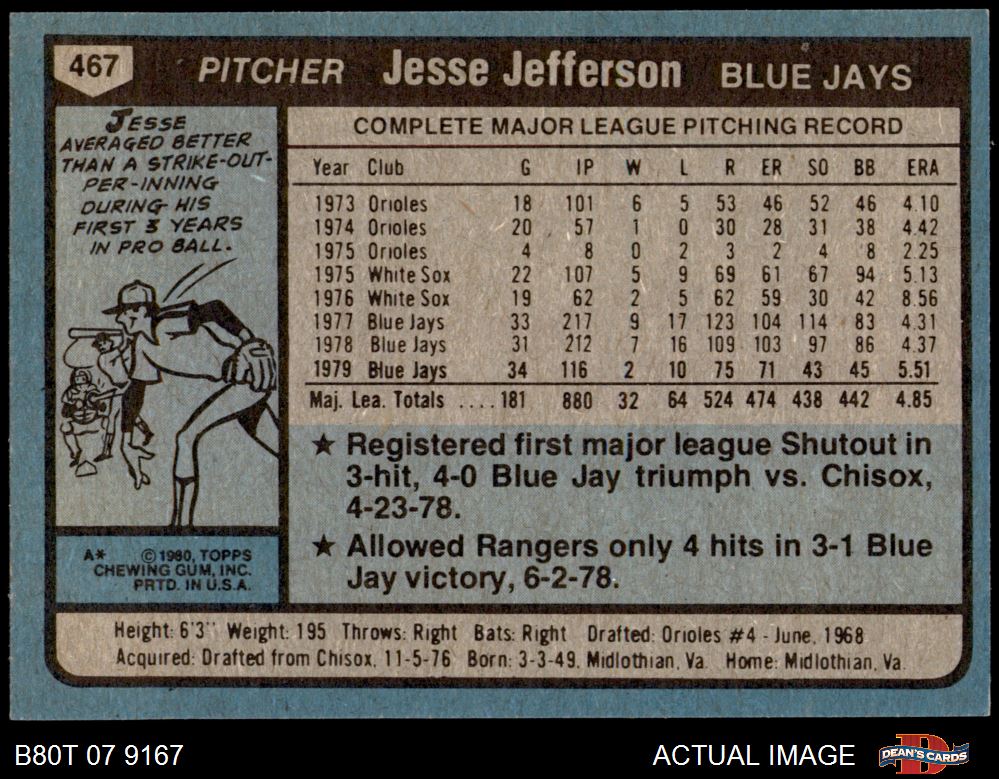 467 PITCHER Jesse Jefferson BLUE JAYS
JESSE
AVERAGED BETTER
THAN A STRIKE-OUT-
PER-INNING
DURING HIS
FIRST 3 YEARS
IN PRO BALL.
A* © 1980, TOPPS
CHEWING GUM, INC.
PRTD. IN U.S.A.
COMPLETE MAJOR LEAGUE PITCHING RECORD
Year Club G IP W L R ER SO BB ERA
1973 Orioles 18 101 6 5 53 46 52 46 4.10
1974 Orioles 20 57 1 0 30 28 31 38 4.42
1975 Orioles 4 8 0 2 3 2 4 8 2.25
1975 White Sox 22 107 5 9 69 61 67 94 5.13
1976 White Sox 19 62 2 5 62 59 30 42 8.56
1977 Blue Jays 33 217 9 17 123 104 114 83 4.31
1978 Blue Jays 31 212 7 16 109 103 97 86 4.37
1979 Blue Jays 34 116 2 10 75 71 43 45 5.51
Maj. Lea. Totals ....181 880 32 64 524 474 438 442 4.85
★ Registered first major league Shutout in
3-hit, 4-0 Blue Jay triumph vs. Chisox,
4-23-78.
★ Allowed Rangers only 4 hits in 3-1 Blue
Jay victory, 6-2-78.
Height: 6'3" Weight: 195 Throws: Right Bats: Right Drafted: Orioles #4 - June, 1968
Acquired: Drafted from Chisox, 11-5-76 Born: 3-3-49, Midlothian, Va. Home: Midlothian, Va.
B80T 07 9167 ACTUAL IMAGE DEAN'S CARDS